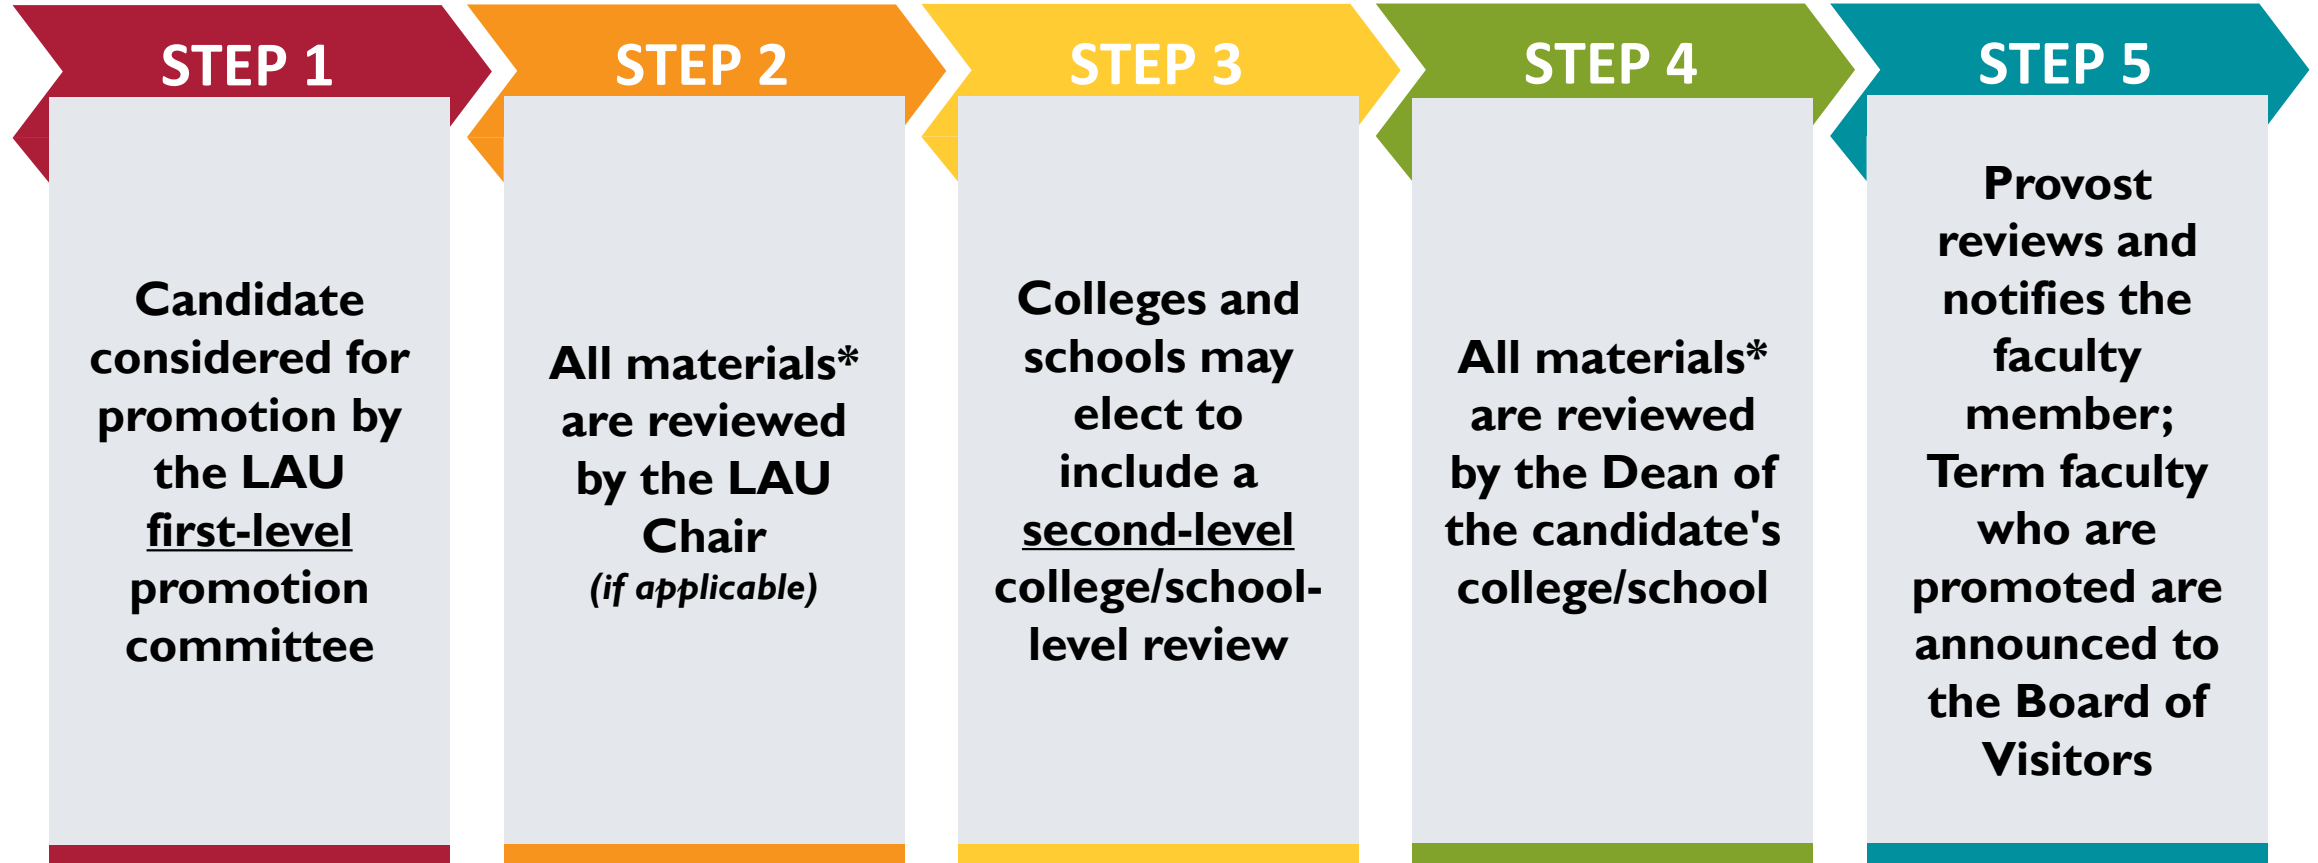 STEP 1
Candidate
considered for
promotion by
the LAU
first-level
promotion
committee
STEP 2
All materials*
are reviewed
by the LAU
Chair
(if applicable)
STEP 3
Colleges and
schools may
elect to
include a
second-level
college/school-
level review
STEP 4
All materials*
are reviewed
by the Dean of
the candidate's
college/school
STEP 5
Provost
reviews and
notifies the
faculty
member;
Term faculty
who are
promoted are
announced to
the Board of
Visitors